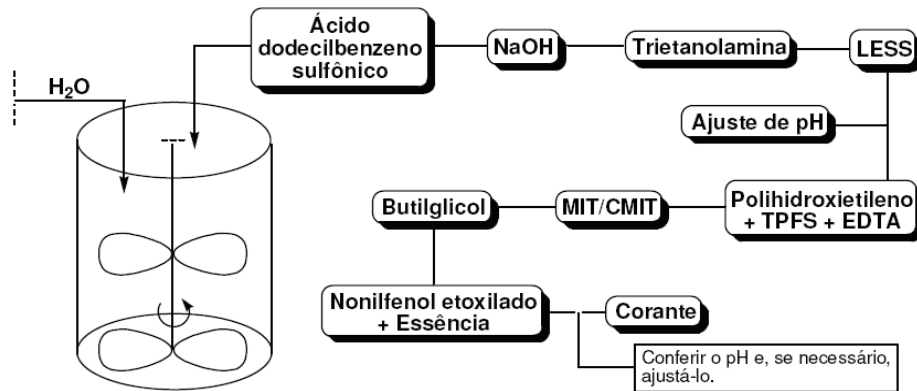 H₂O
Ácido
dodecilbenzeno
sulfônico
NaOH
Trietanolamina
LESS
Ajuste de pH
Polihidroxietileno
+ TPFS + EDTA
MIT/CMIT
Butilglicol
Nonilfenol etoxilado
+ Essência
Corante
Conferir o pH e, se necessário,
ajustá-lo.